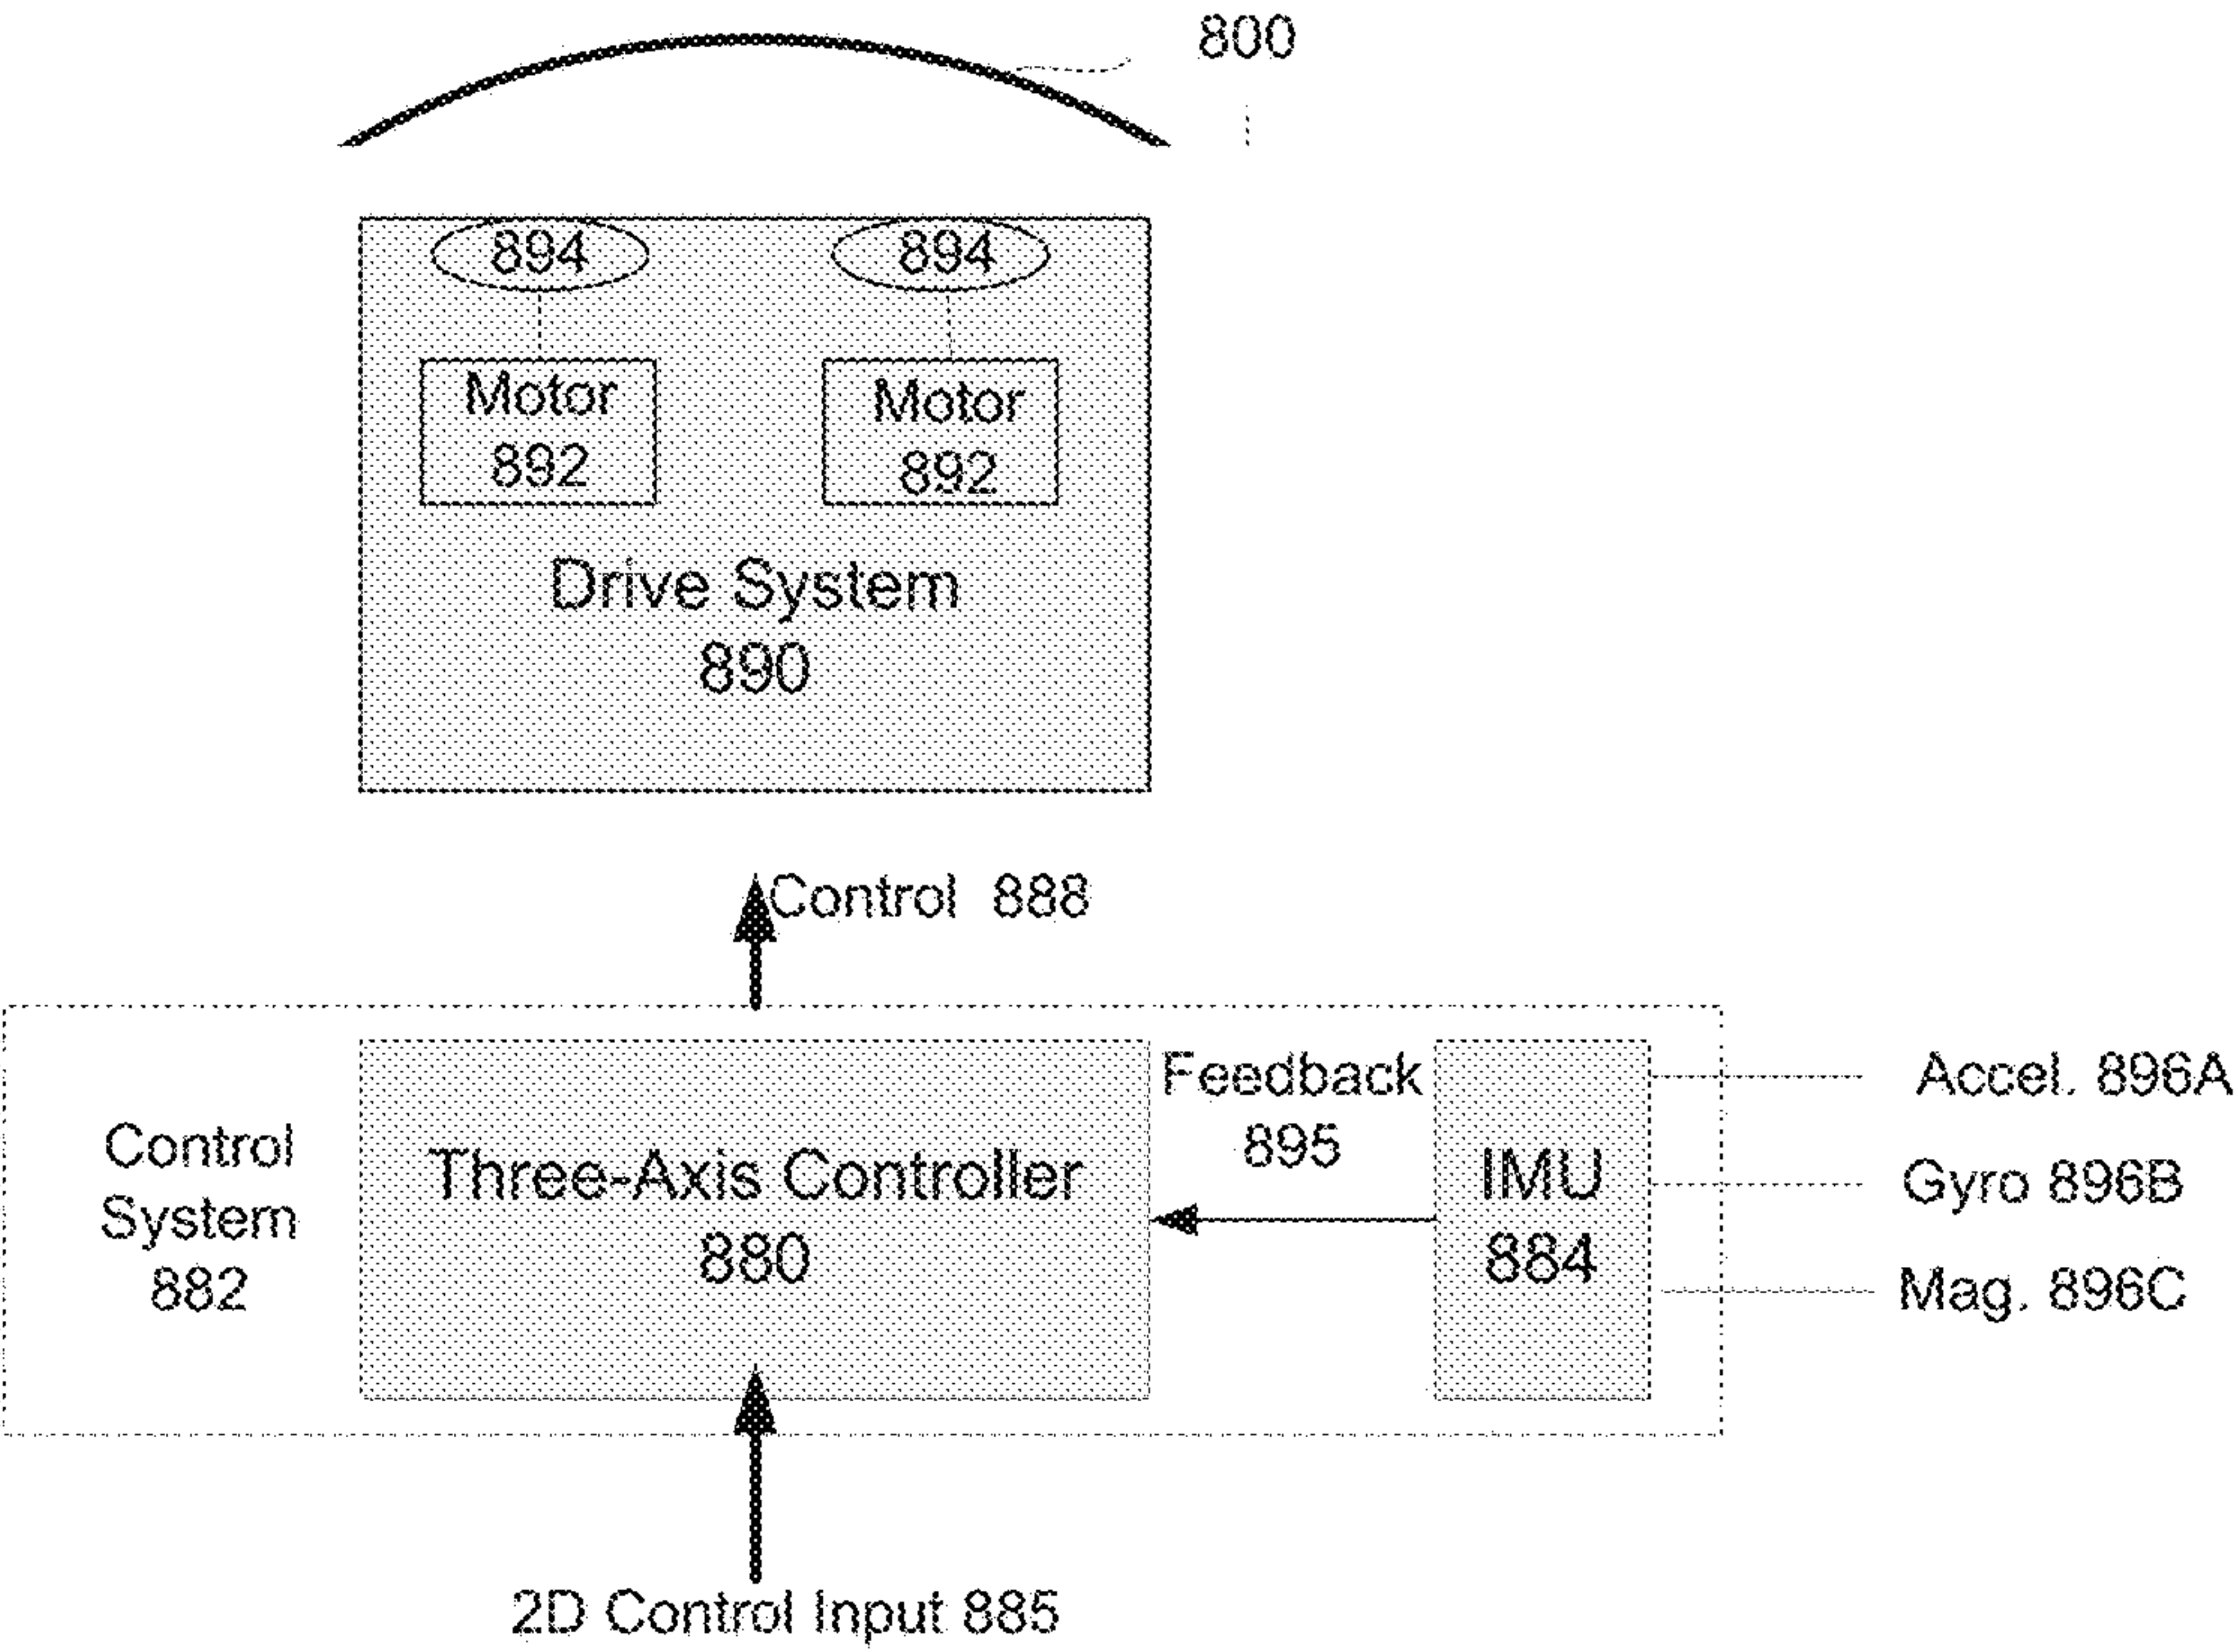 800
894
894
Motor
892
Motor
892
Drive System
890
Control 888
Control
System
882
Three-Axis Controller
880
Feedback
895
IMU
884
Accel. 896A
Gyro 896B
Mag. 896C
2D Control Input 885